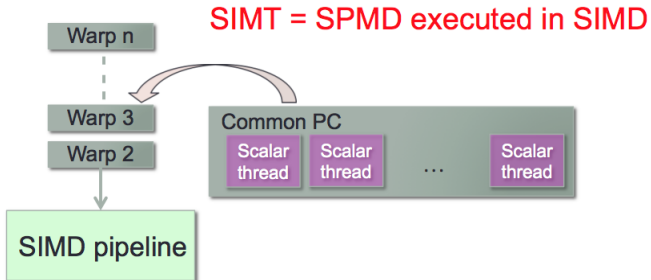 SIMT = SPMD executed in SIMD
Warp n
Warp 3
Warp 2
Common PC
Scalar thread
Scalar thread
...
Scalar thread
SIMD pipeline